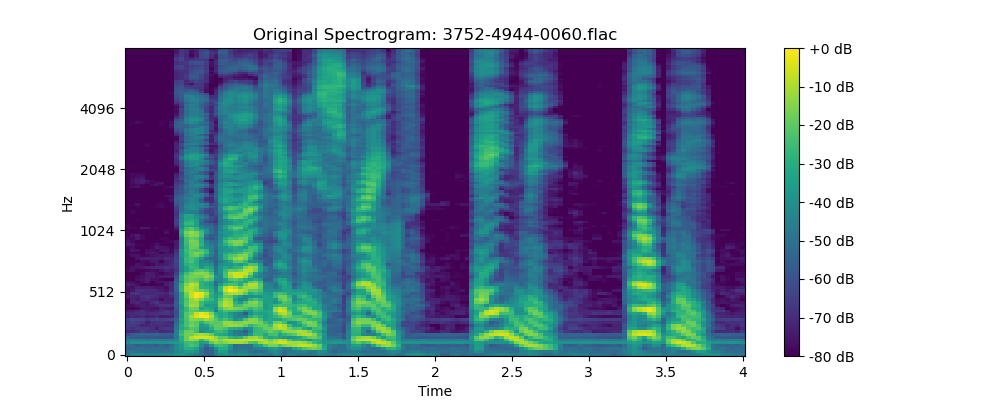 Original Spectrogram: 3752-4944-0060.flac
Hz
4096
2048
1024
512
0
0 0.5 1 1.5 2 2.5 3 3.5 4
Time
+0 dB
-10 dB
-20 dB
-30 dB
-40 dB
-50 dB
-60 dB
-70 dB
-80 dB